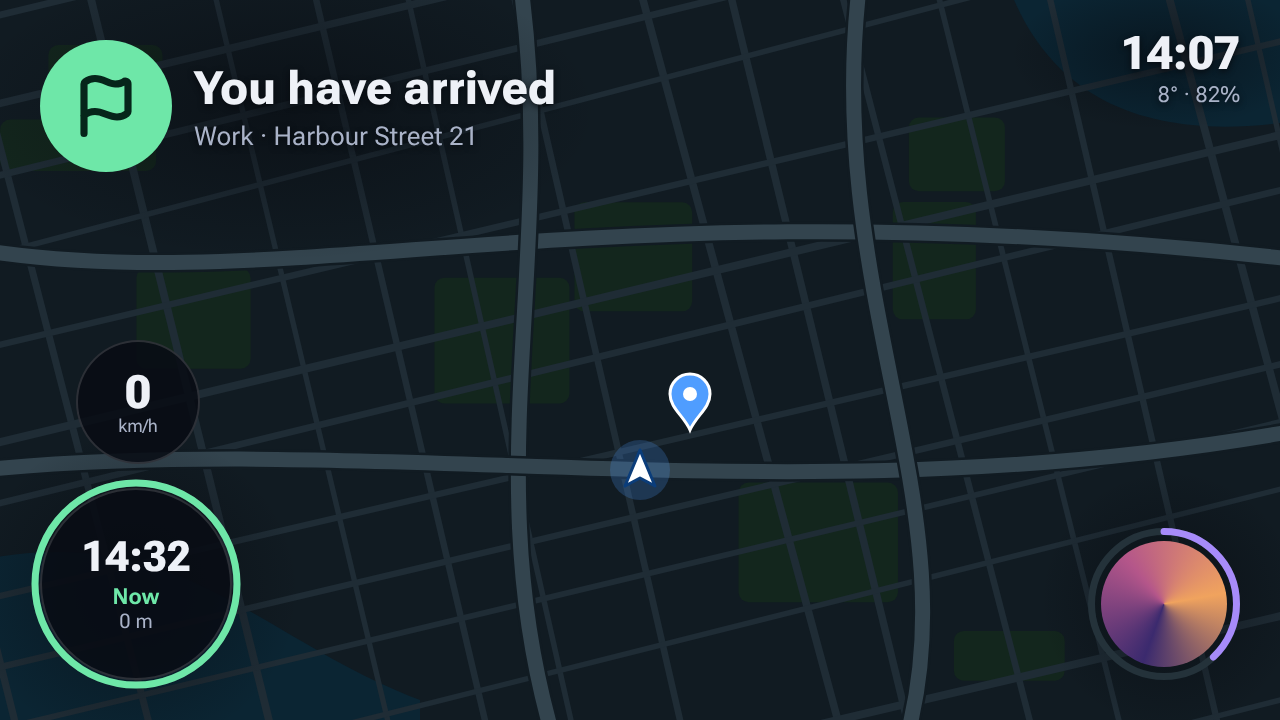 You have arrived
Work · Harbour Street 21
14:07
8° · 82%
0
km/h
14:32
Now
0 m